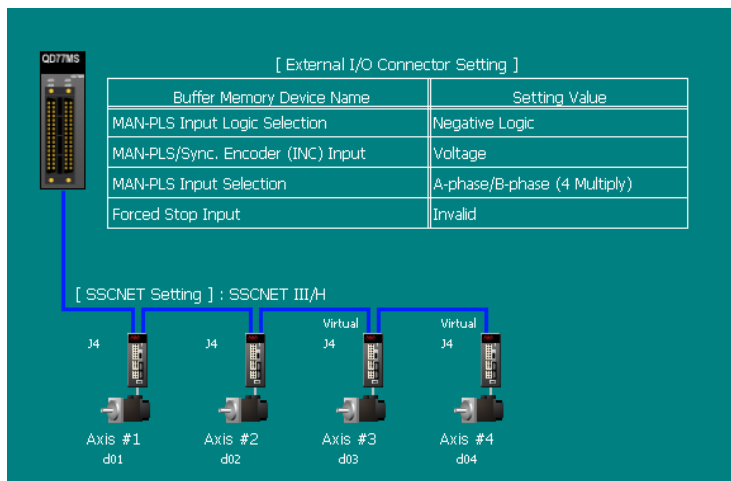 QD77MS
[ External I/O Connector Setting ]
Buffer Memory Device Name Setting Value
MAN-PLS Input Logic Selection Negative Logic
MAN-PLS/Sync. Encoder (INC) Input Voltage
MAN-PLS Input Selection A-phase/B-phase (4 Multiply)
Forced Stop Input Invalid
[ SSCNET Setting ] : SSCNET III/H
Virtual Virtual
J4 J4 J4 J4
Axis #1 Axis #2 Axis #3 Axis #4
d01 d02 d03 d04